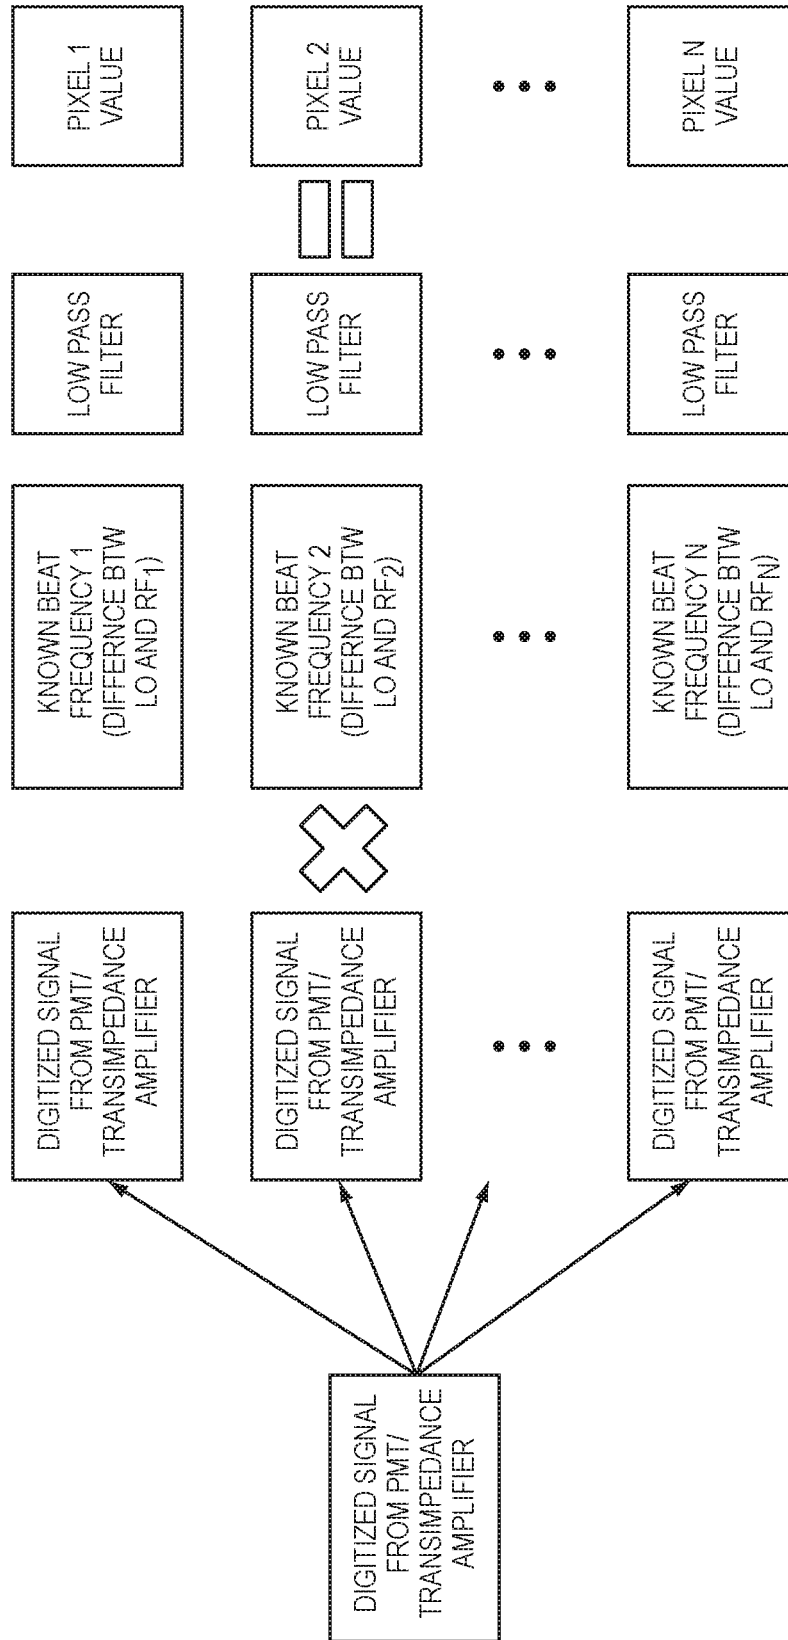 DIGITIZED SIGNAL
FROM PMT/
TRANSIMPEDANCE
AMPLIFIER
DIGITIZED SIGNAL
FROM PMT/
TRANSIMPEDANCE
AMPLIFIER
KNOWN BEAT
FREQUENCY 1
(DIFFERNCE BTW
LO AND RF1)
LOW PASS
FILTER
PIXEL 1
VALUE
DIGITIZED SIGNAL
FROM PMT/
TRANSIMPEDANCE
AMPLIFIER
KNOWN BEAT
FREQUENCY 2
(DIFFERENCE BTW
LO AND RF2)
LOW PASS
FILTER
PIXEL 2
VALUE
DIGITIZED SIGNAL
FROM PMT/
TRANSIMPEDANCE
AMPLIFIER
KNOWN BEAT
FREQUENCY N
(DIFFERENCE BTW
LO AND RFN)
LOW PASS
FILTER
PIXEL N
VALUE